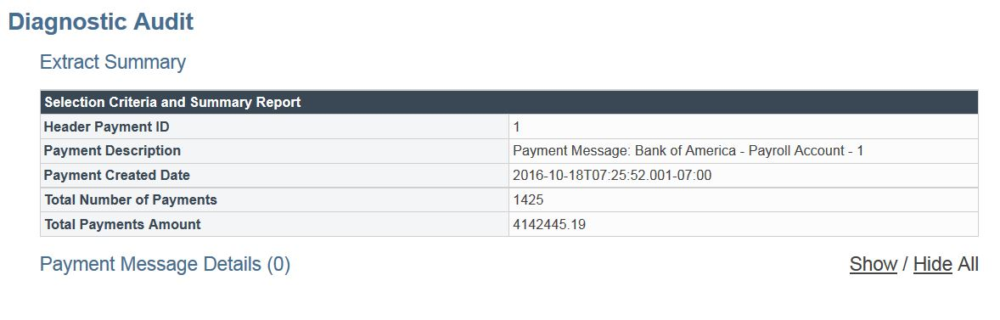 Diagnostic Audit
Extract Summary
Selection Criteria and Summary Report
Header Payment ID 1
Payment Description Payment Message: Bank of America - Payroll Account - 1
Payment Created Date 2016-10-18T07:25:52.001-07:00
Total Number of Payments 1425
Total Payments Amount 4142445.19
Payment Message Details (0) Show / Hide All